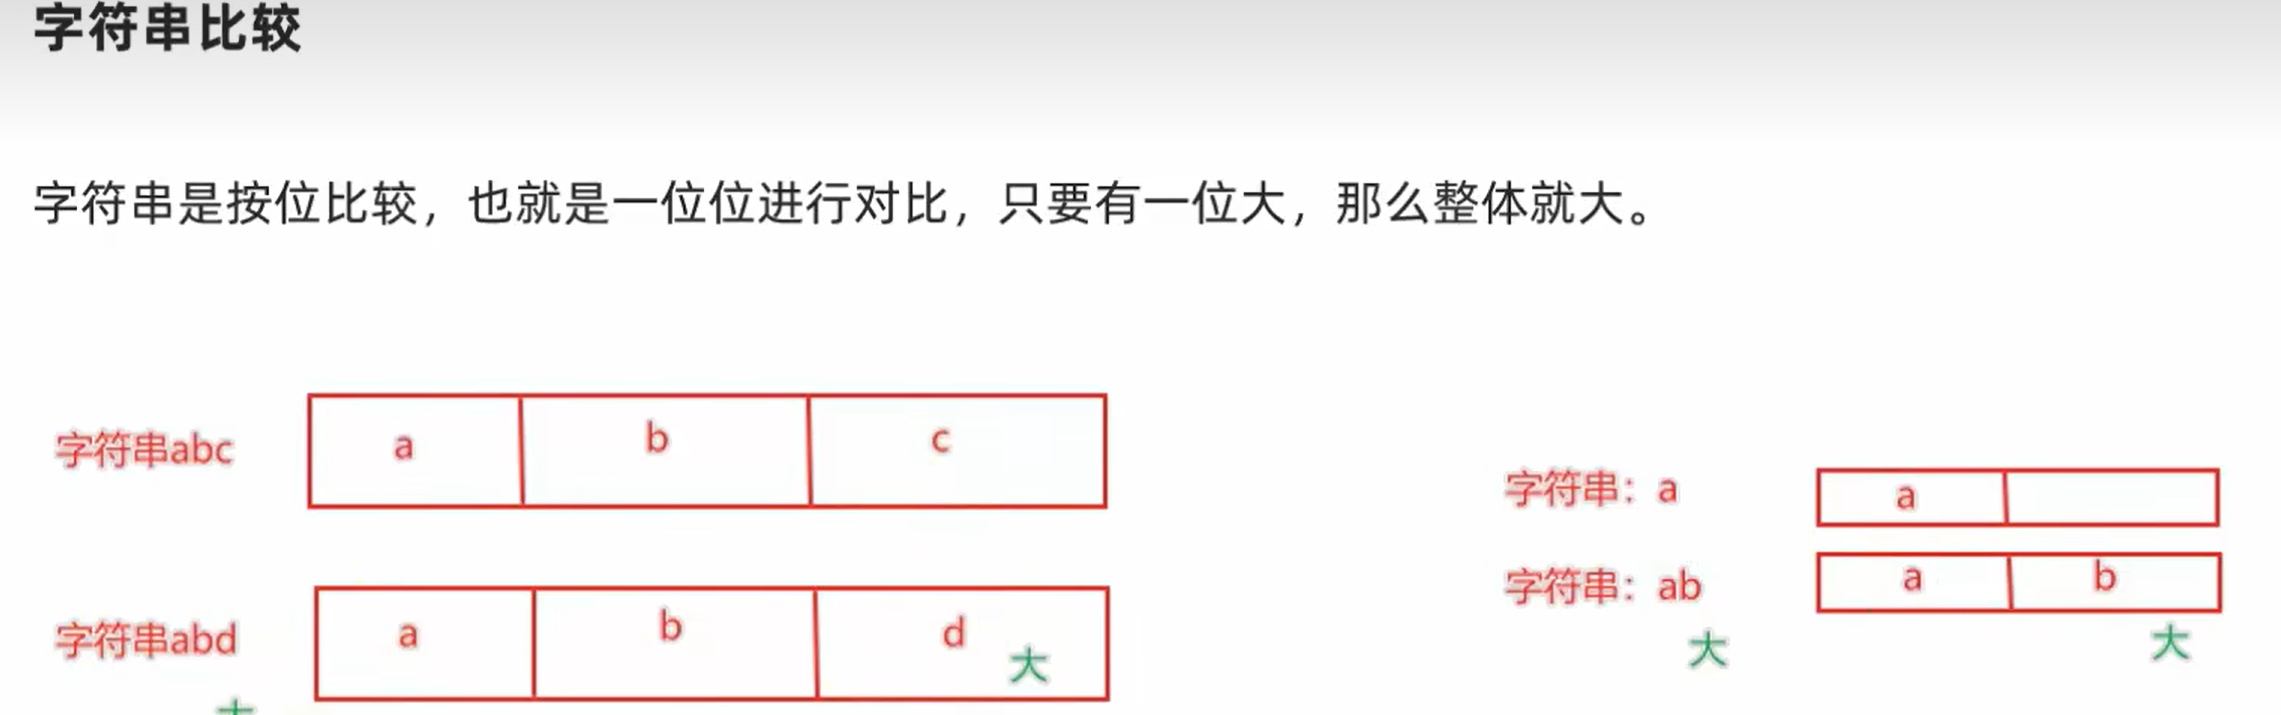 字符串比较
字符串是按位比较，也就是一位位进行对比，只要有一位大，那么整体就大。
字符串abc
a b c
字符串abd
a b d 大
大
字符串：a
a
字符串：ab
a b
大 大